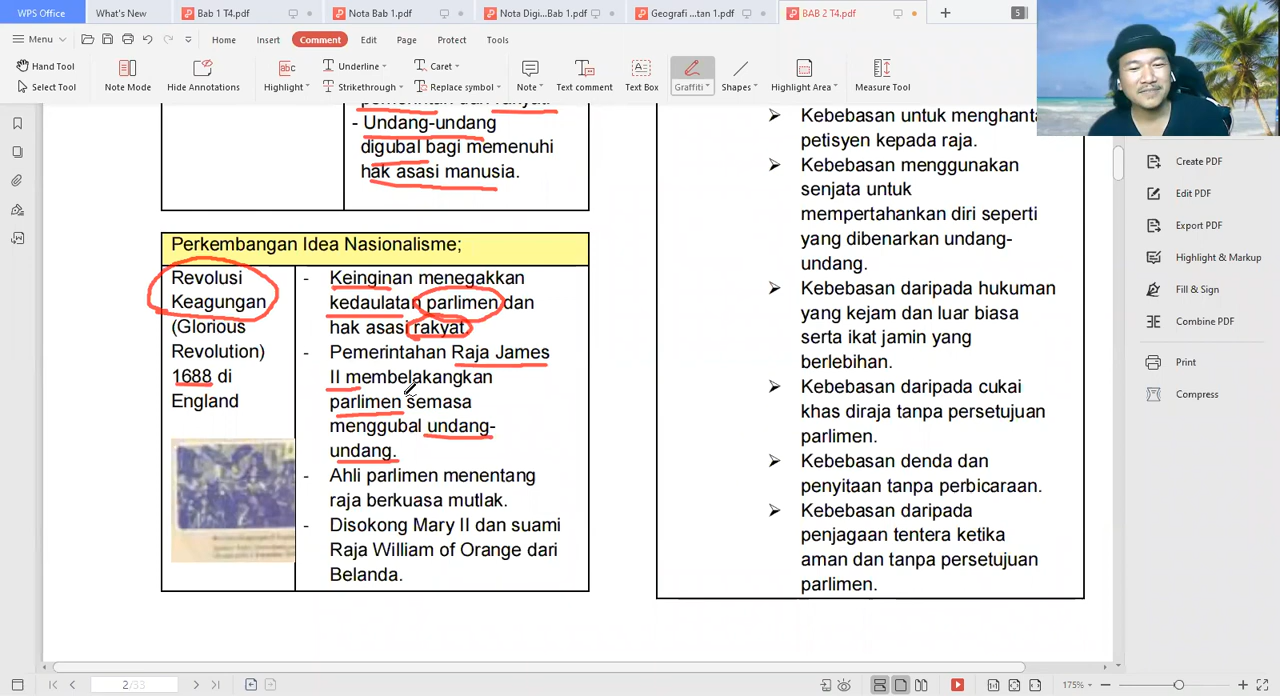 WPS Office What's New Bab 1 T4.pdf Nota Bab 1.pdf Nota Digi...Bab 1.pdf Geografi ...tan 1.pdf BAB 2 T4.pdf 5
Menu Home Insert Comment Edit Page Protect Tools
Hand Tool
Select Tool
Note Mode
Hide Annotations
Highlight
Underline
Strikethrough
Caret
Replace symbol
Note
Text comment
Text Box
Graffiti
Shapes
Highlight Area
Measure Tool
- Undang-undang
digubal bagi memenuhi
hak asasi manusia.
Perkembangan Idea Nasionalisme;
Revolusi
Keagungan
(Glorious
Revolution)
1688 di
England
- Keinginan menegakkan
kedaulatan parlimen dan
hak asasi rakyat.
- Pemerintahan Raja James
II membelakangkan
parlimen semasa
menggubal undang-
undang.
- Ahli parlimen menentang
raja berkuasa mutlak.
- Disokong Mary II dan suami
Raja William of Orange dari
Belanda.
Kebebasan untuk menghanta
petisyen kepada raja.
Kebebasan menggunakan
senjata untuk
mempertahankan diri seperti
yang dibenarkan undang-
undang.
Kebebasan daripada hukuman
yang kejam dan luar biasa
serta ikat jamin yang
berlebihan.
Kebebasan daripada cukai
khas diraja tanpa persetujuan
parlimen.
Kebebasan denda dan
penyitaan tanpa perbicaraan.
Kebebasan daripada
penjagaan tentera ketika
aman dan tanpa persetujuan
parlimen.
Create PDF
Edit PDF
Export PDF
Highlight & Markup
Fill & Sign
Compare PDF
Print
Compress
2/33
175%